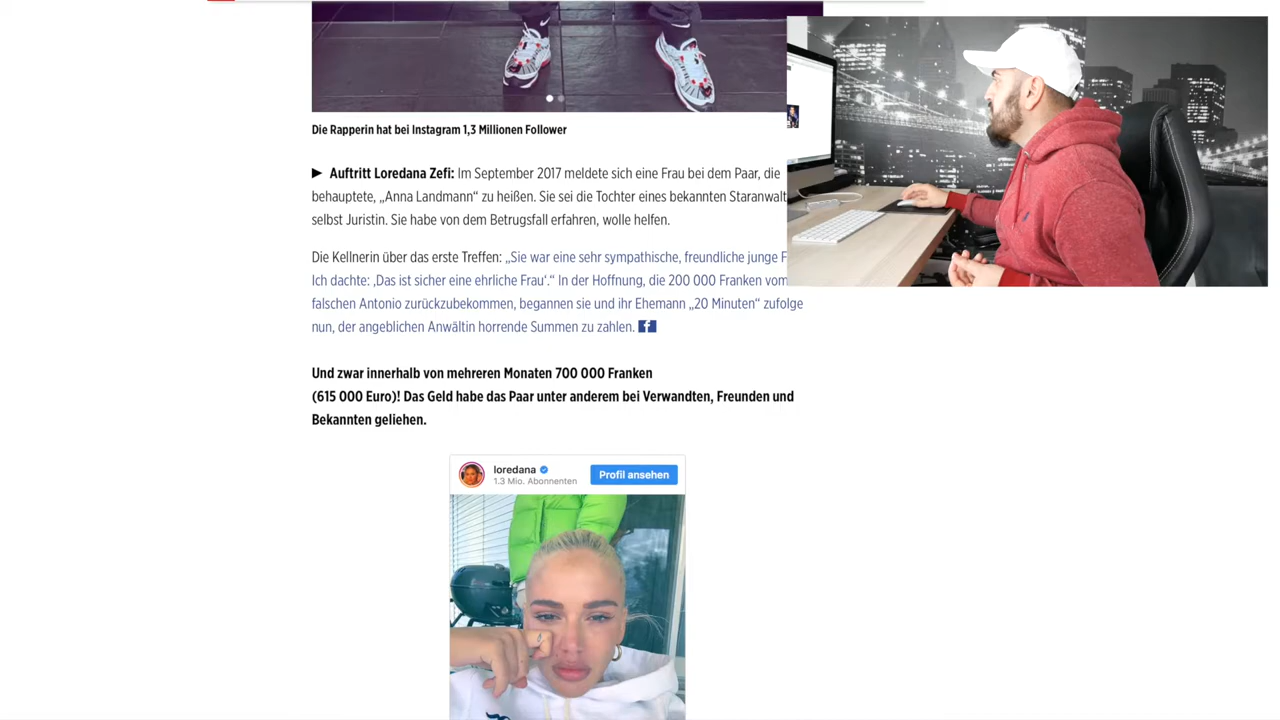 Die Rapperin hat bei Instagram 1,3 Millionen Follower
▶ Auftritt Loredana Zefi: Im September 2017 meldete sich eine Frau bei dem Paar, die
behauptete, „Anna Landmann“ zu heißen. Sie sei die Tochter eines bekannten Staranwalt
selbst Juristin. Sie habe von dem Betrugsfall erfahren, wolle helfen.
Die Kellnerin über das erste Treffen: „Sie war eine sehr sympathische, freundliche junge F
Ich dachte: ‚Das ist sicher eine ehrliche Frau‘.“ In der Hoffnung, die 200 000 Franken vom
falschen Antonio zurückzubekommen, begannen sie und ihr Ehemann „20 Minuten“ zufolge
nun, der angeblichen Anwältin horrende Summen zu zahlen.
Und zwar innerhalb von mehreren Monaten 700 000 Franken
(615 000 Euro)! Das Geld habe das Paar unter anderem bei Verwandten, Freunden und
Bekannten geliehen.
loredana
1.3 Mio. Abonnenten
Profil ansehen